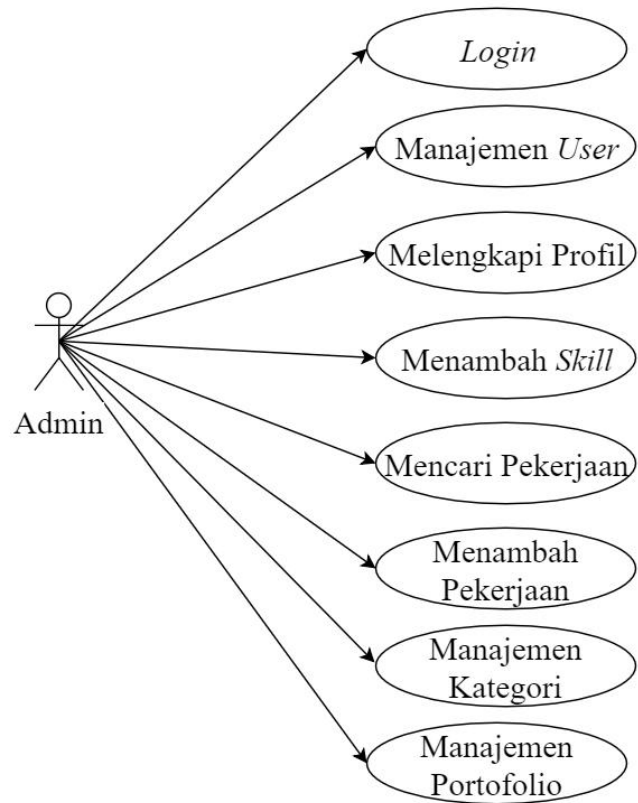 Login
Manajemen User
Melengkapi Profil
Menambah Skill
Admin
Mencari Pekerjaan
Menambah
Pekerjaan
Manajemen
Kategori
Manajemen
Portofolio